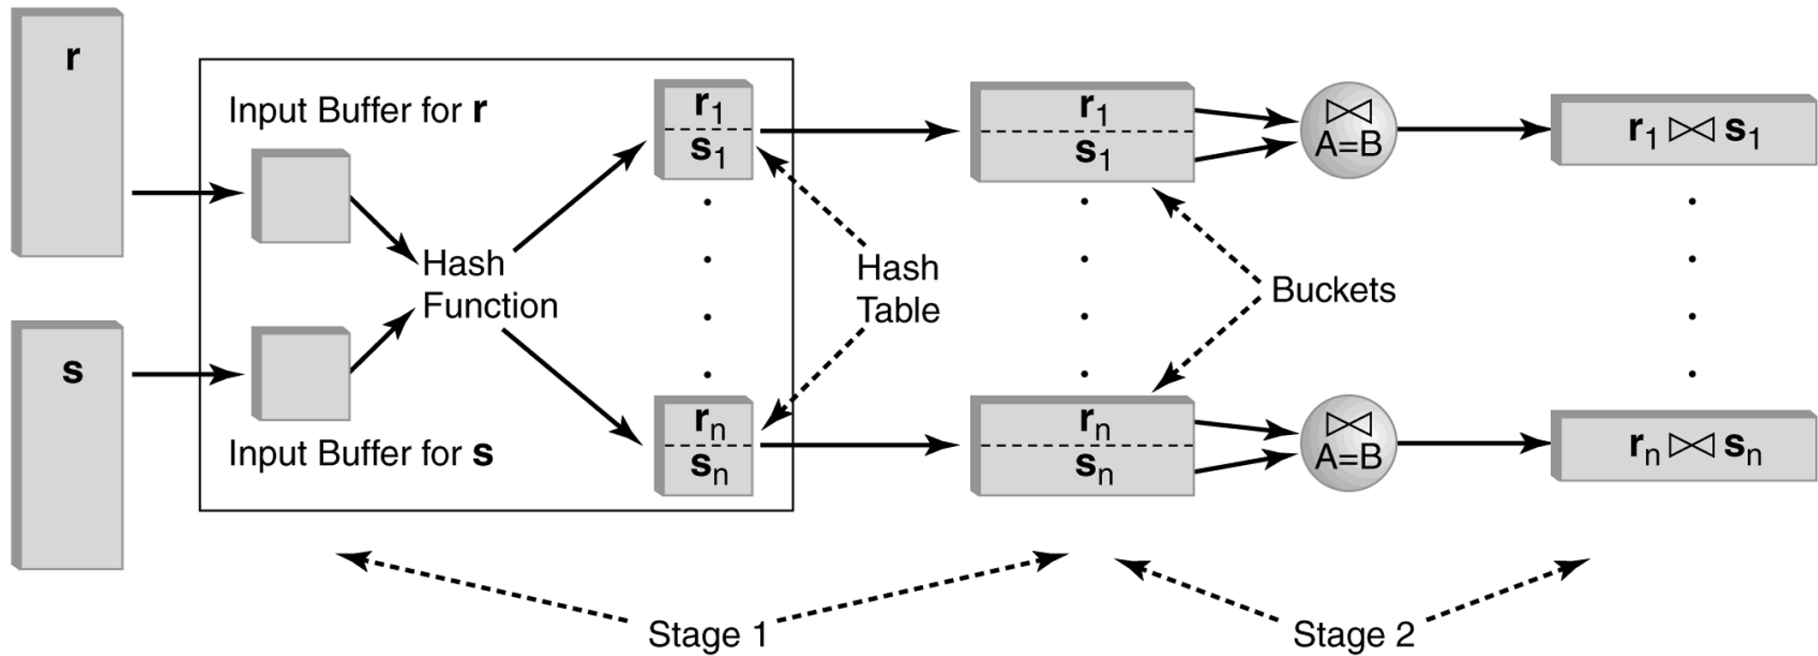 r
Input Buffer for r
Hash
Function
s
Input Buffer for s
r1
s1
rn
sn
Hash
Table
r1
s1
rn
sn
Buckets
⋈
A=B
⋈
A=B
r1 ⋈ s1
rn ⋈ sn
Stage 1
Stage 2